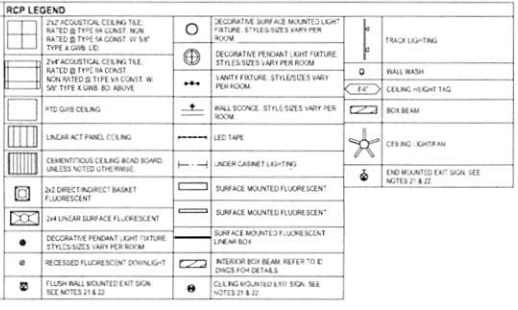 RCP LEGEND
2'x2' ACOUSTICAL CEILING TILE.
RATED @ TYPE IIA CONST. NON
RATED @ TYPE VA CONST. W/ 5/8"
TYPE X GWB. LID.
2'x4' ACOUSTICAL CEILING TILE.
RATED @ TYPE IIA CONST.
NON RATED @ TYPE VA CONST. W/
5/8" TYPE X GWB. BD. ABOVE
PTD GWB CEILING
LINEAR ACT PANEL CEILING
CEMENTITIOUS CEILING BEAD BOARD
UNLESS NOTED OTHERWISE.
2x2 DIRECT/INDIRECT BASKET
FLUORESCENT
2x4 LINEAR SURFACE FLUORESCENT
DECORATIVE PENDANT LIGHT FIXTURE.
STYLES/SIZES VARY PER ROOM
RECESSED FLUORESCENT DOWNLIGHT
FLUSH WALL MOUNTED EXIT SIGN.
SEE NOTES 21 & 22.
DECORATIVE SURFACE MOUNTED LIGHT
FIXTURE. STYLES/SIZES VARY PER
ROOM.
DECORATIVE PENDANT LIGHT FIXTURE.
STYLES/SIZES VARY PER ROOM.
VANITY FIXTURE. STYLE/SIZES VARY
PER ROOM.
WALL SCONCE. STYLE/SIZES VARY PER
ROOM.
LED TAPE
UNDER CABINET LIGHTING
SURFACE MOUNTED FLUORESCENT
SURFACE MOUNTED FLUORESCENT
SURFACE MOUNTED FLUORESCENT
LINEAR BOX
INTERIOR BOX BEAM. REFER TO ID
DWGS FOR DETAILS
CEILING MOUNTED EXIT SIGN. SEE
NOTES 21 & 22.
TRACK LIGHTING
WALL WASH
8'-6" CEILING HEIGHT TAG
BOX BEAM
CEILING LIGHT/FAN
END MOUNTED EXIT SIGN. SEE
NOTES 21 & 22.